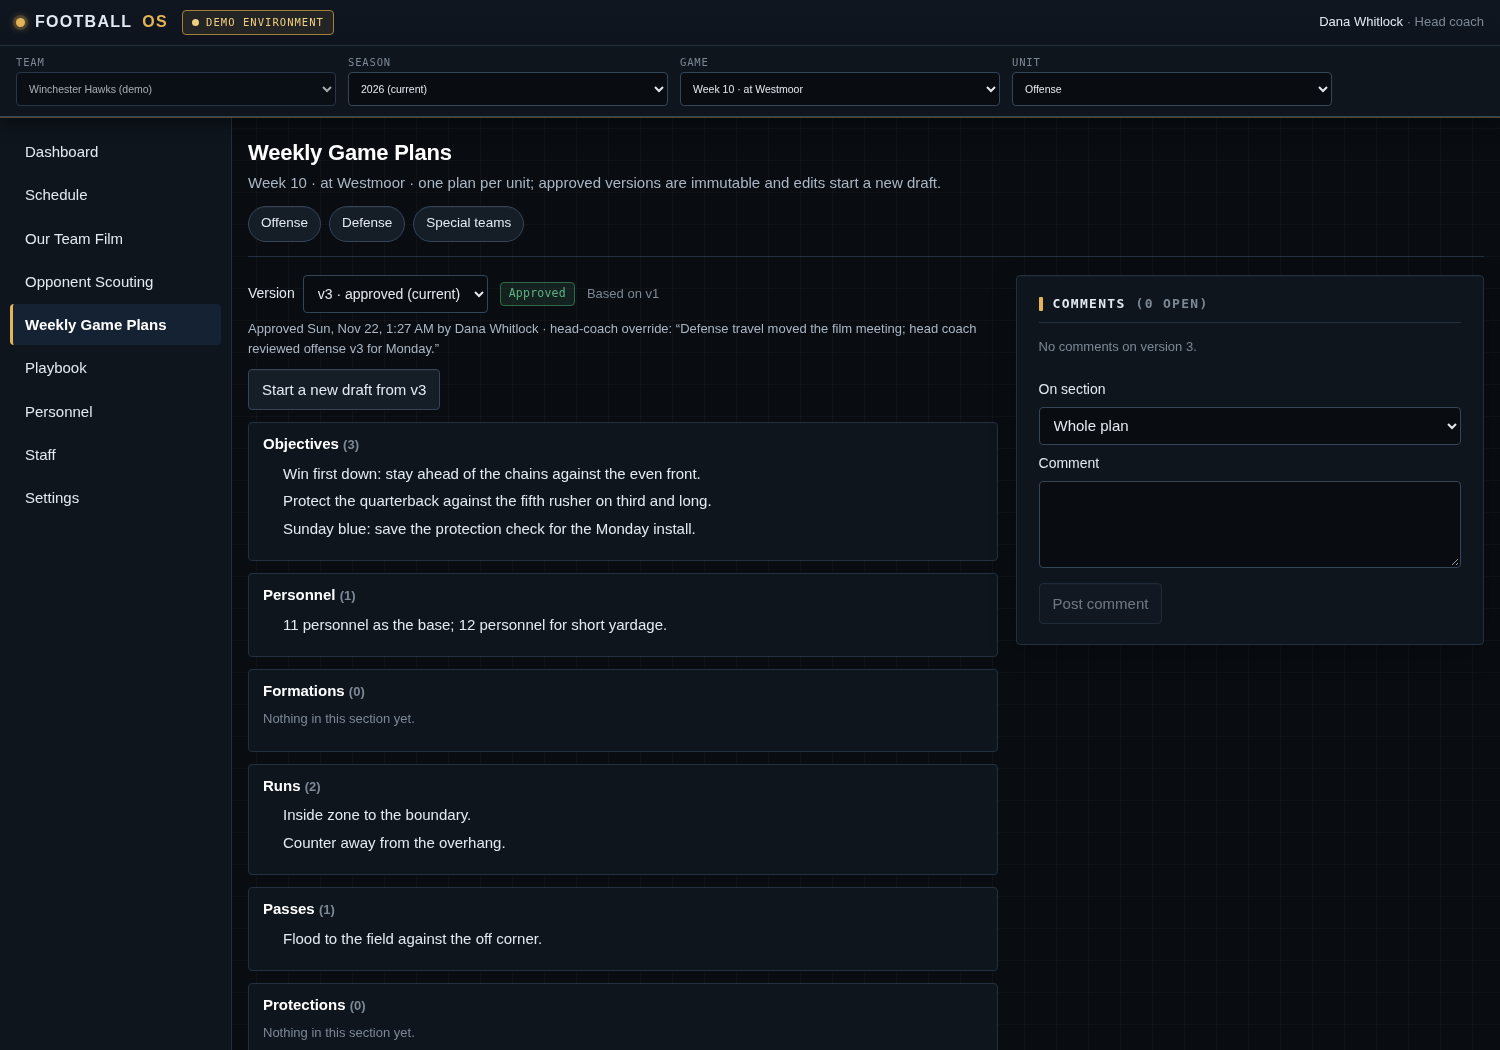 FOOTBALL OS
DEMO ENVIRONMENT
Dana Whitlock · Head coach
TEAM
Winchester Hawks (demo)
SEASON
2026 (current)
GAME
Week 10 · at Westmoor
UNIT
Offense
Dashboard
Schedule
Our Team Film
Opponent Scouting
Weekly Game Plans
Playbook
Personnel
Staff
Settings
Weekly Game Plans
Week 10 · at Westmoor · one plan per unit; approved versions are immutable and edits start a new draft.
Offense
Defense
Special teams
Version
v3 · approved (current)
Approved
Based on v1
Approved Sun, Nov 22, 1:27 AM by Dana Whitlock · head-coach override: “Defense travel moved the film meeting; head coach
reviewed offense v3 for Monday.”
Start a new draft from v3
Objectives (3)
Win first down: stay ahead of the chains against the even front.
Protect the quarterback against the fifth rusher on third and long.
Sunday blue: save the protection check for the Monday install.
Personnel (1)
11 personnel as the base; 12 personnel for short yardage.
Formations (0)
Nothing in this section yet.
Runs (2)
Inside zone to the boundary.
Counter away from the overhang.
Passes (1)
Flood to the field against the off corner.
Protections (0)
Nothing in this section yet.
COMMENTS (0 OPEN)
No comments on version 3.
On section
Whole plan
Comment
Post comment